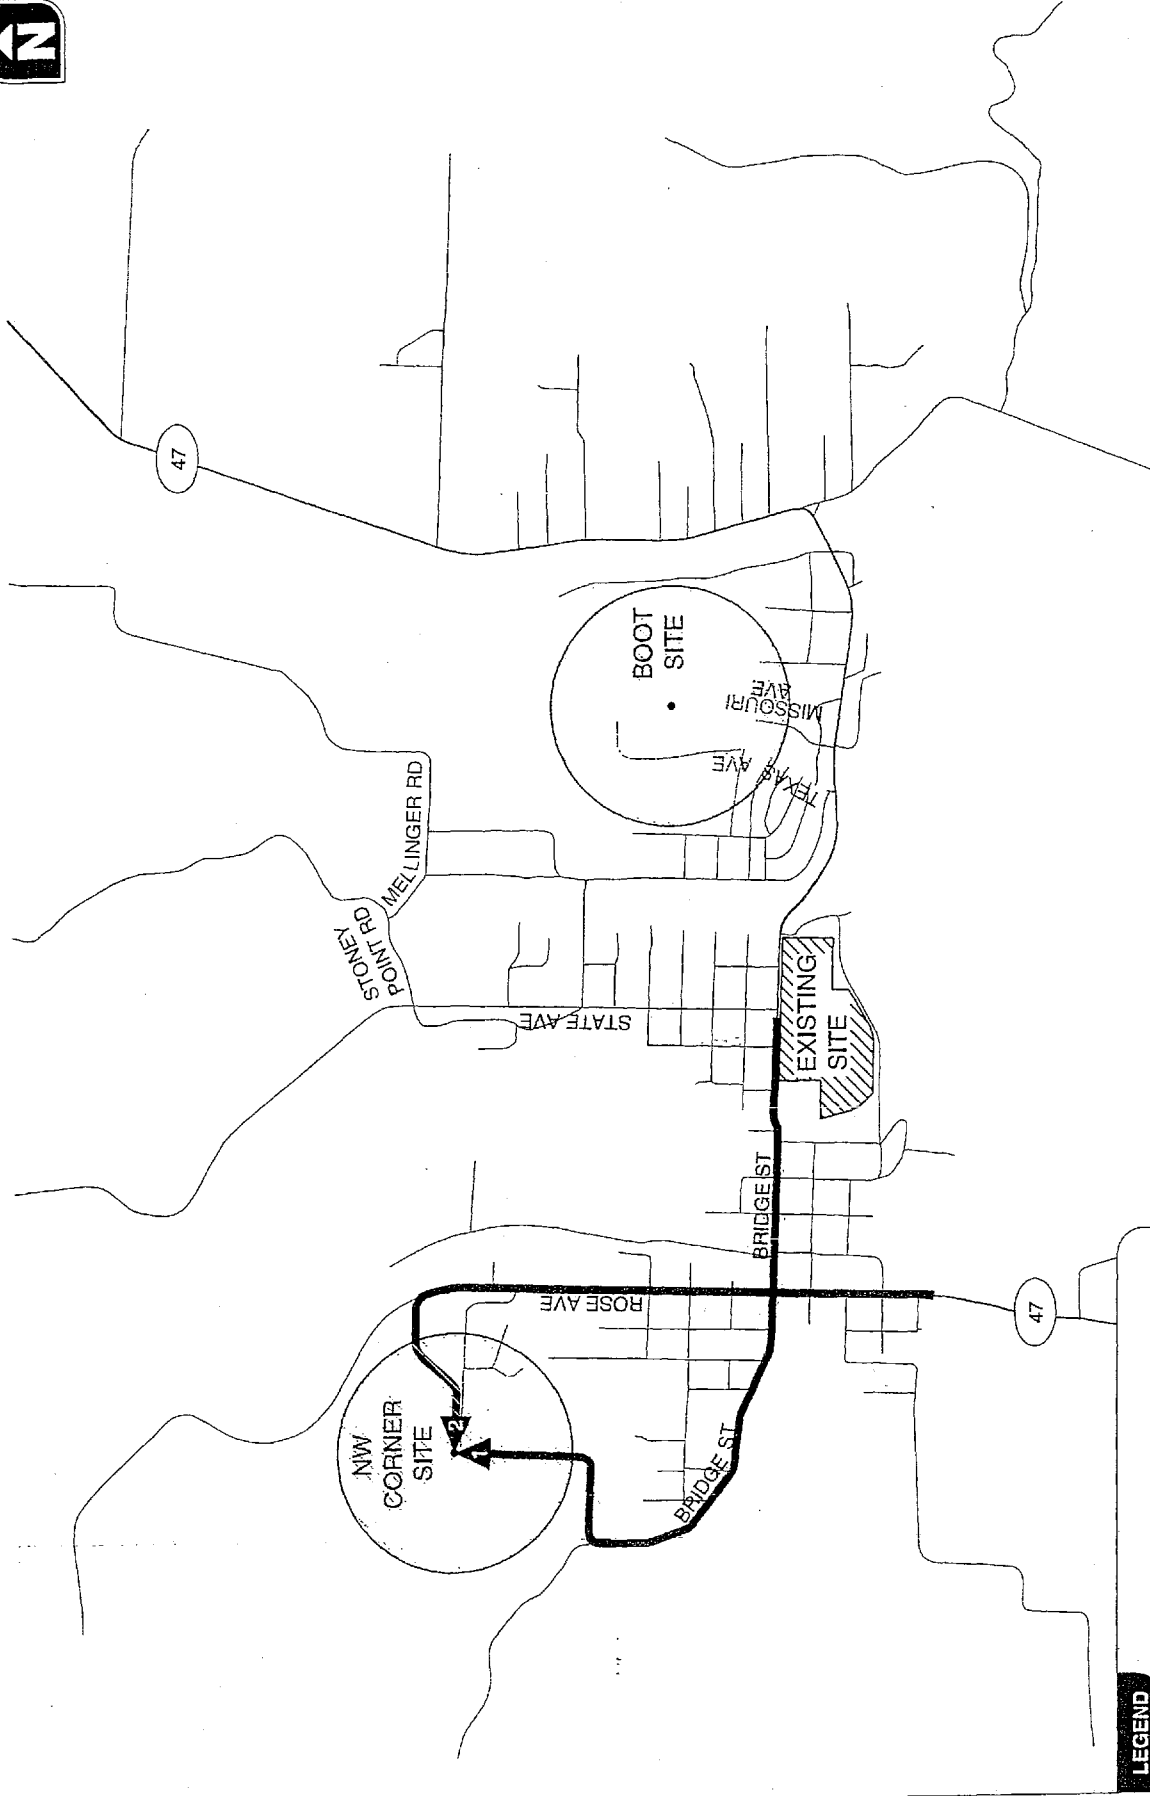 N
47
BOOT
SITE
MISSOURI
AVE
TEXAS AVE
MELLINGER RD
STONEY
POINT RD
STATE AVE
EXISTING
SITE
BRIDGE ST
ROSE AVE
47
NW
CORNER
SITE
2
1
BRIDGE ST
LEGEND